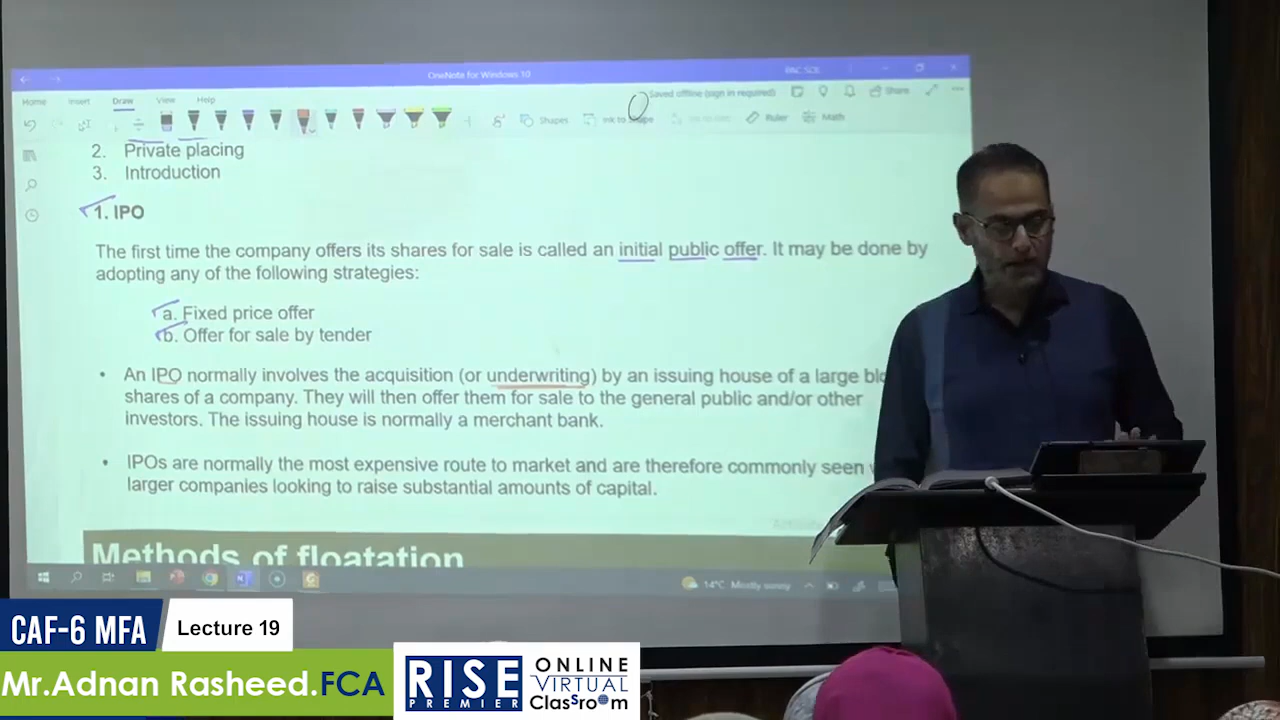 OneNote for Windows 10
Home Insert Draw View Help
Saved offline (sign in required)
Share
Shapes
Ink to Shape
Ruler
Math
2. Private placing
3. Introduction
1. IPO
The first time the company offers its shares for sale is called an initial public offer. It may be done by
adopting any of the following strategies:
a. Fixed price offer
b. Offer for sale by tender
• An IPO normally involves the acquisition (or underwriting) by an issuing house of a large
shares of a company. They will then offer them for sale to the general public and/or other
investors. The issuing house is normally a merchant bank.
• IPOs are normally the most expensive route to market and are therefore commonly seen
larger companies looking to raise substantial amounts of capital.
Methods of floatation
14°C Mostly sunny
CAF-6 MFA
Lecture 19
Mr.Adnan Rasheed.FCA
RISE
PREMIER
ONLINE
VIRTUAL
Classroom